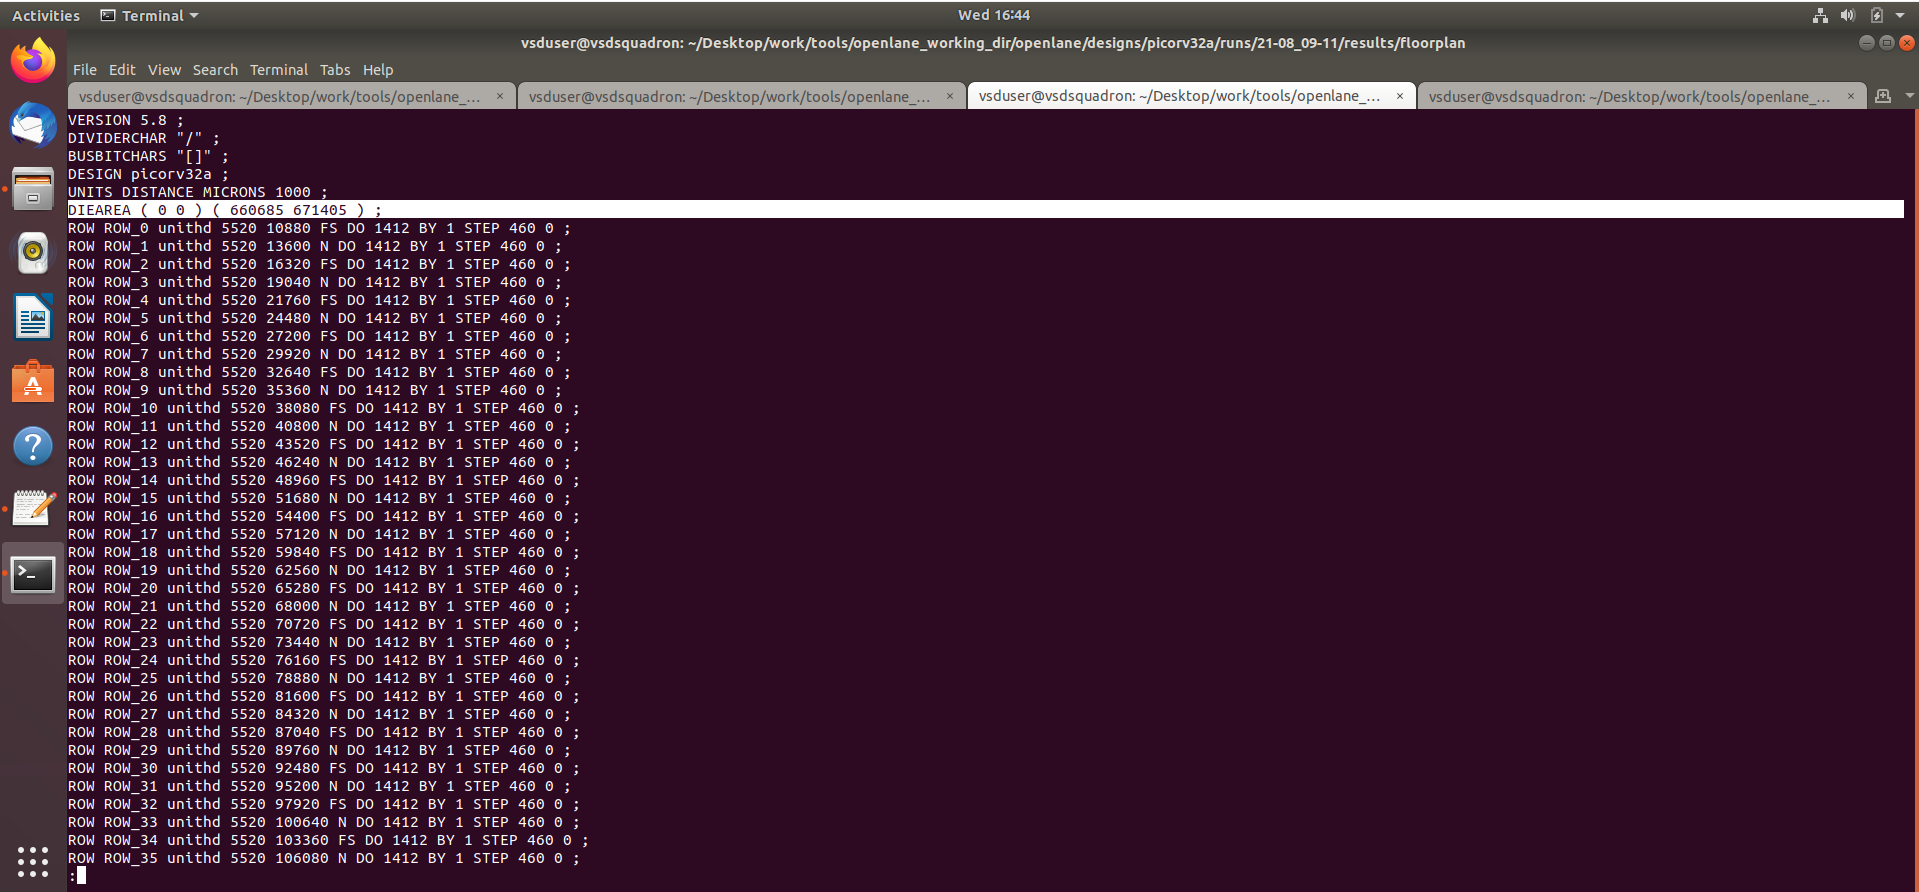 Activities Terminal Wed 16:44
vsduser@vsdsquadron: ~/Desktop/work/tools/openlane_working_dir/openlane/designs/picorv32a/runs/21-08_09-11/results/floorplan
File Edit View Search Terminal Tabs Help
vsduser@vsdsquadron: ~/Desktop/work/tools/openlane_... × vsduser@vsdsquadron: ~/Desktop/work/tools/openlane_... × vsduser@vsdsquadron: ~/Desktop/work/tools/openlane_... × vsduser@vsdsquadron: ~/Desktop/work/tools/openlane_... ×
VERSION 5.8 ;
DIVIDERCHAR "/" ;
BUSBITCHARS "[]" ;
DESIGN picorv32a ;
UNITS DISTANCE MICRONS 1000 ;
DIEAREA ( 0 0 ) ( 660685 671405 ) ;
ROW ROW_0 unithd 5520 10880 FS DO 1412 BY 1 STEP 460 0 ;
ROW ROW_1 unithd 5520 13600 N DO 1412 BY 1 STEP 460 0 ;
ROW ROW_2 unithd 5520 16320 FS DO 1412 BY 1 STEP 460 0 ;
ROW ROW_3 unithd 5520 19040 N DO 1412 BY 1 STEP 460 0 ;
ROW ROW_4 unithd 5520 21760 FS DO 1412 BY 1 STEP 460 0 ;
ROW ROW_5 unithd 5520 24480 N DO 1412 BY 1 STEP 460 0 ;
ROW ROW_6 unithd 5520 27200 FS DO 1412 BY 1 STEP 460 0 ;
ROW ROW_7 unithd 5520 29920 N DO 1412 BY 1 STEP 460 0 ;
ROW ROW_8 unithd 5520 32640 FS DO 1412 BY 1 STEP 460 0 ;
ROW ROW_9 unithd 5520 35360 N DO 1412 BY 1 STEP 460 0 ;
ROW ROW_10 unithd 5520 38080 FS DO 1412 BY 1 STEP 460 0 ;
ROW ROW_11 unithd 5520 40800 N DO 1412 BY 1 STEP 460 0 ;
ROW ROW_12 unithd 5520 43520 FS DO 1412 BY 1 STEP 460 0 ;
ROW ROW_13 unithd 5520 46240 N DO 1412 BY 1 STEP 460 0 ;
ROW ROW_14 unithd 5520 48960 FS DO 1412 BY 1 STEP 460 0 ;
ROW ROW_15 unithd 5520 51680 N DO 1412 BY 1 STEP 460 0 ;
ROW ROW_16 unithd 5520 54400 FS DO 1412 BY 1 STEP 460 0 ;
ROW ROW_17 unithd 5520 57120 N DO 1412 BY 1 STEP 460 0 ;
ROW ROW_18 unithd 5520 59840 FS DO 1412 BY 1 STEP 460 0 ;
ROW ROW_19 unithd 5520 62560 N DO 1412 BY 1 STEP 460 0 ;
ROW ROW_20 unithd 5520 65280 FS DO 1412 BY 1 STEP 460 0 ;
ROW ROW_21 unithd 5520 68000 N DO 1412 BY 1 STEP 460 0 ;
ROW ROW_22 unithd 5520 70720 FS DO 1412 BY 1 STEP 460 0 ;
ROW ROW_23 unithd 5520 73440 N DO 1412 BY 1 STEP 460 0 ;
ROW ROW_24 unithd 5520 76160 FS DO 1412 BY 1 STEP 460 0 ;
ROW ROW_25 unithd 5520 78880 N DO 1412 BY 1 STEP 460 0 ;
ROW ROW_26 unithd 5520 81600 FS DO 1412 BY 1 STEP 460 0 ;
ROW ROW_27 unithd 5520 84320 N DO 1412 BY 1 STEP 460 0 ;
ROW ROW_28 unithd 5520 87040 FS DO 1412 BY 1 STEP 460 0 ;
ROW ROW_29 unithd 5520 89760 N DO 1412 BY 1 STEP 460 0 ;
ROW ROW_30 unithd 5520 92480 FS DO 1412 BY 1 STEP 460 0 ;
ROW ROW_31 unithd 5520 95200 N DO 1412 BY 1 STEP 460 0 ;
ROW ROW_32 unithd 5520 97920 FS DO 1412 BY 1 STEP 460 0 ;
ROW ROW_33 unithd 5520 100640 N DO 1412 BY 1 STEP 460 0 ;
ROW ROW_34 unithd 5520 103360 FS DO 1412 BY 1 STEP 460 0 ;
ROW ROW_35 unithd 5520 106080 N DO 1412 BY 1 STEP 460 0 ;
: